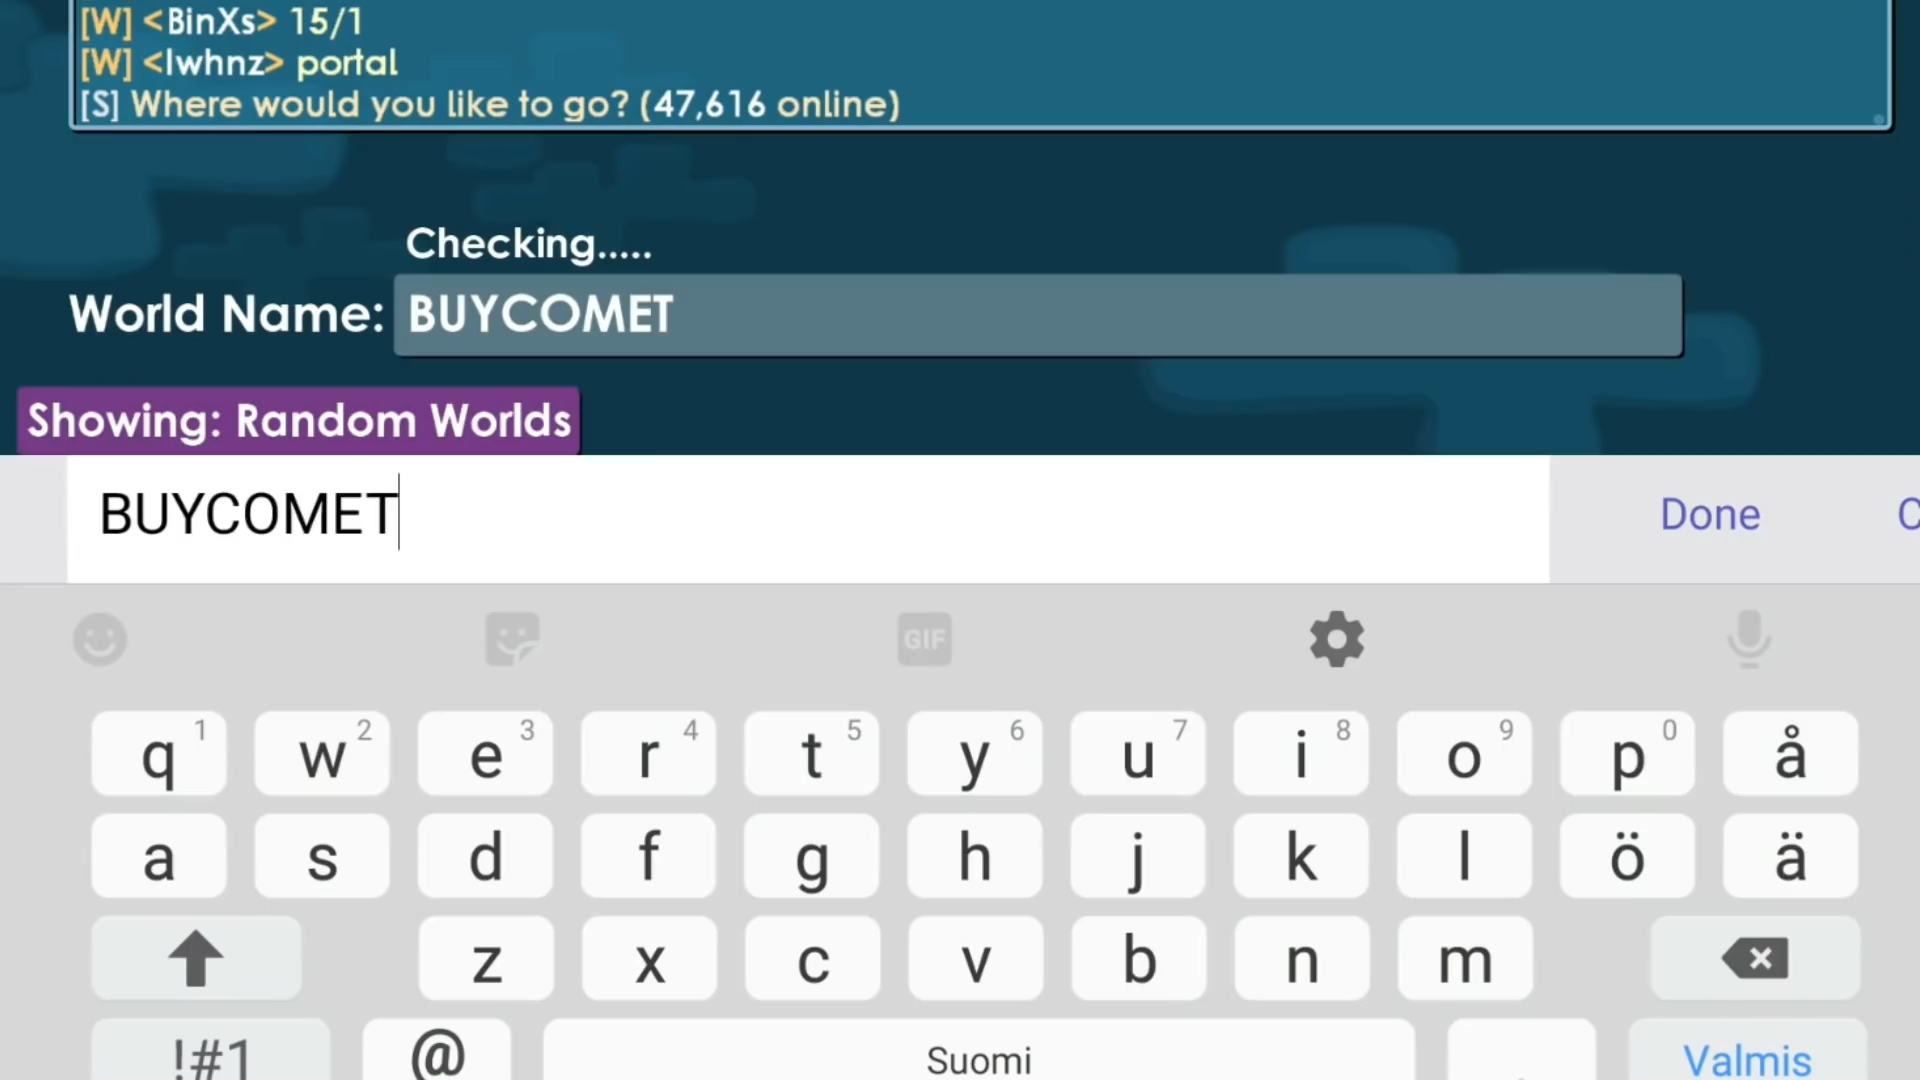 [W] <BinXs> 15/1
[W] <lwhnz> portal
[S] Where would you like to go? (47,616 online)
Checking.....
World Name: BUYCOMET
Showing: Random Worlds
BUYCOMET Done
GIF
q 1 w 2 e 3 r 4 t 5 y 6 u 7 i 8 o 9 p 0 å
a s d f g h j k l ö ä
z x c v b n m
!#1 @ Suomi . Valmis